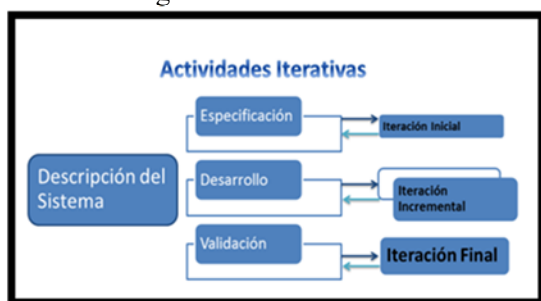 Actividades Iterativas
Especificación
Iteración Inicial
Descripción del
Sistema
Desarrollo
Iteración
Incremental
Validación
Iteración Final